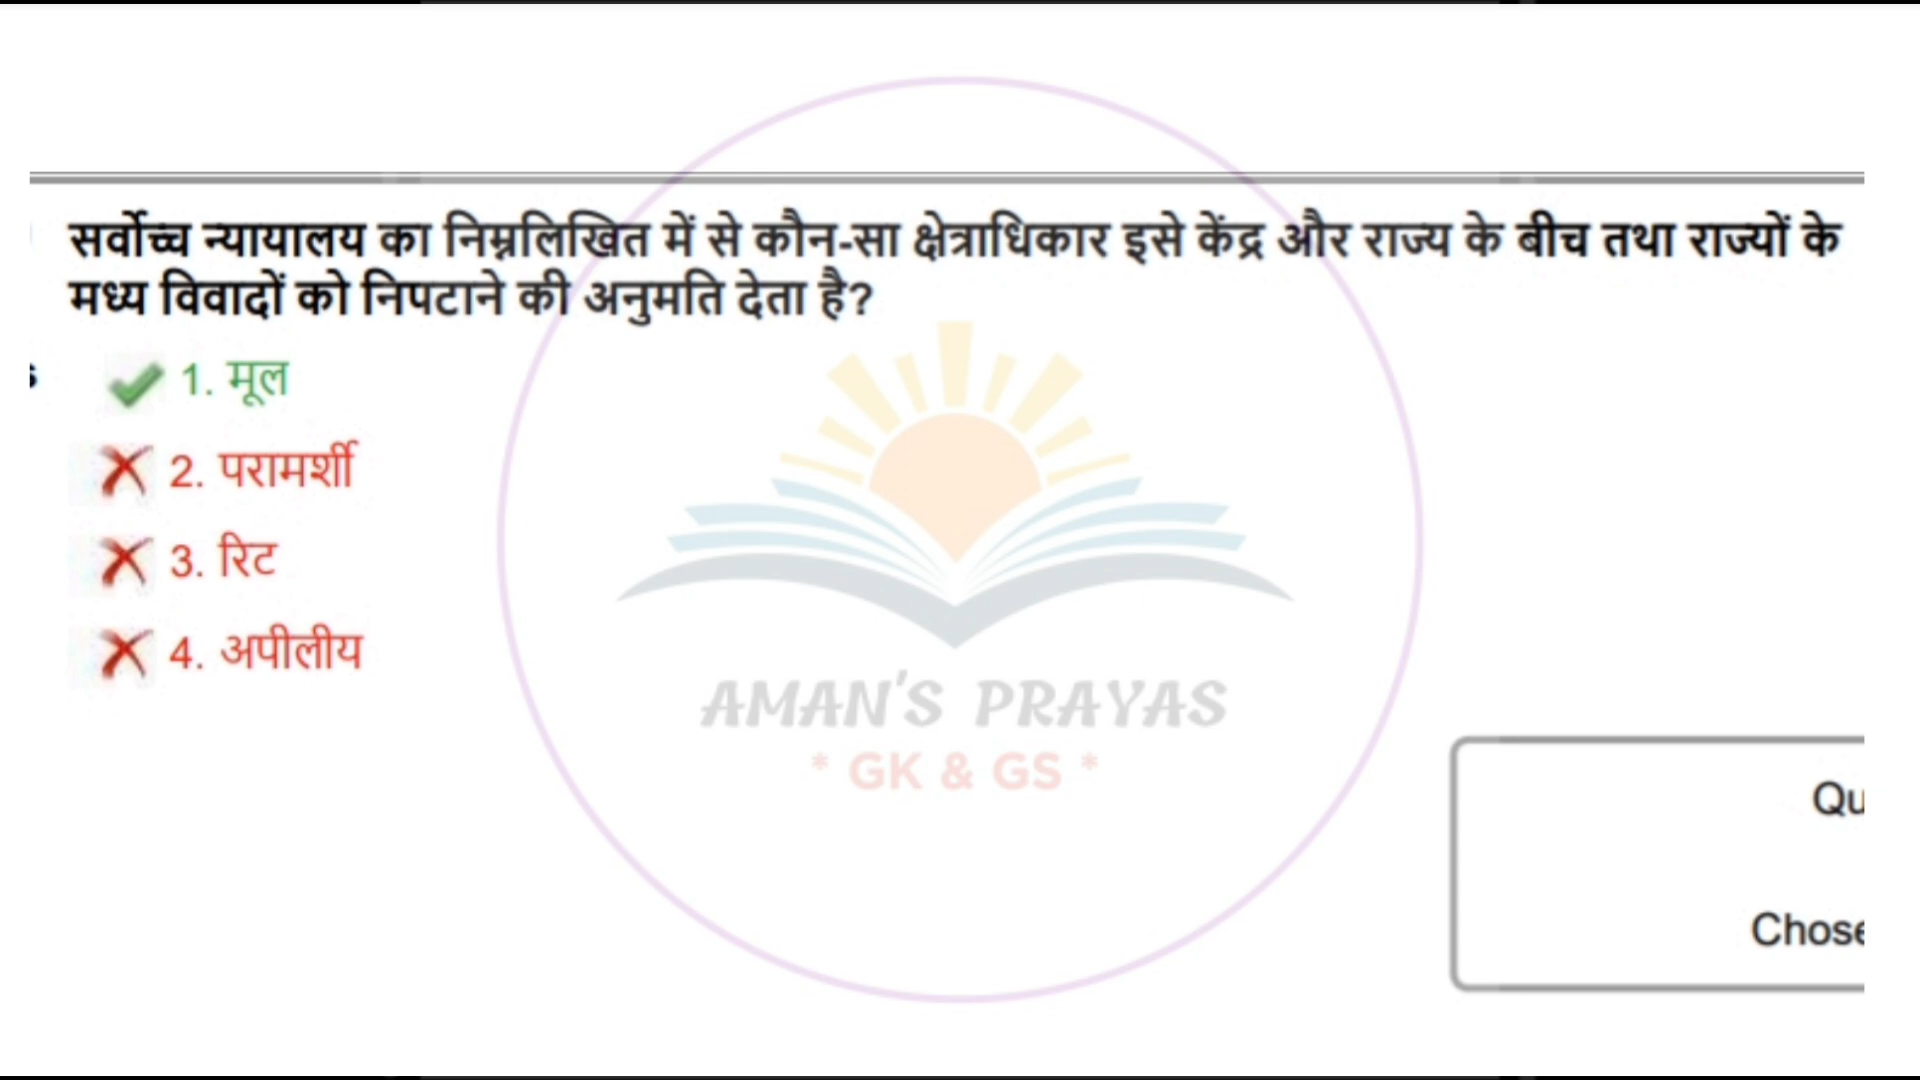 सर्वोच्च न्यायालय का निम्नलिखित में से कौन-सा क्षेत्राधिकार इसे केंद्र और राज्य के बीच तथा राज्यों के
मध्य विवादों को निपटाने की अनुमति देता है?
1. मूल
2. परामर्शी
3. रिट
4. अपीलीय
AMAN'S PRAYAS
* GK & GS *
Qu
Chose